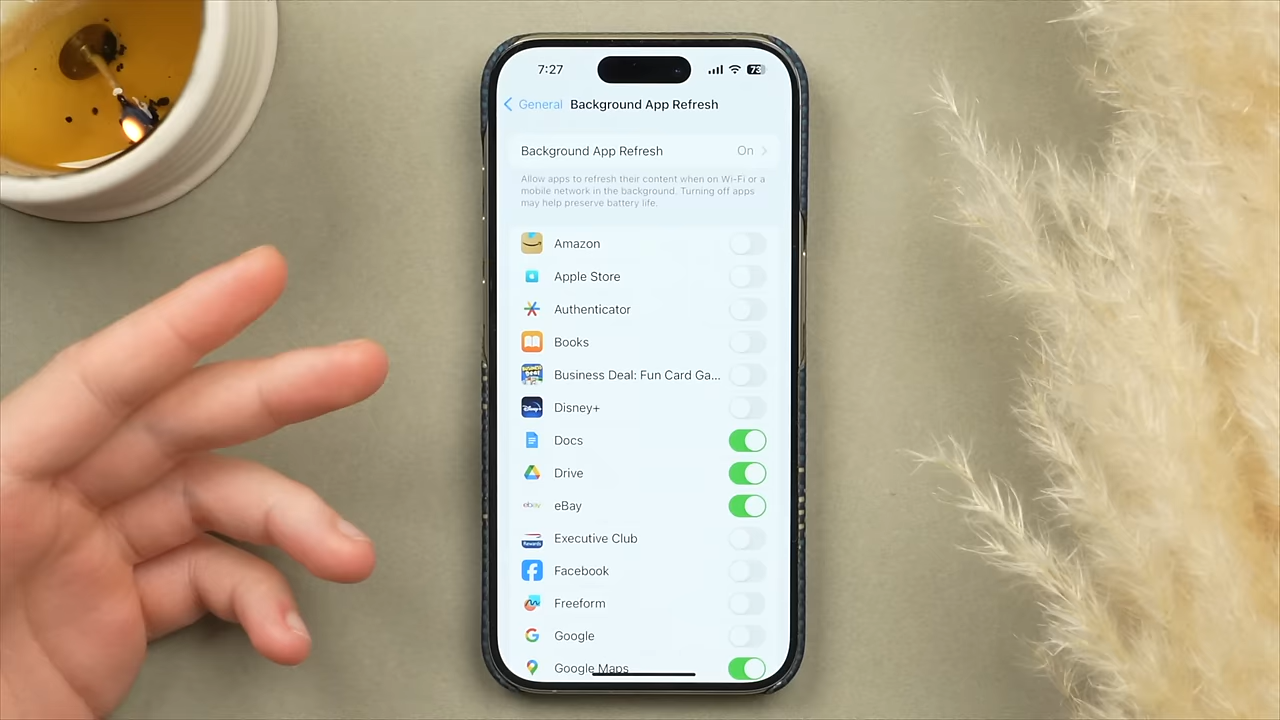 7:27
73
General Background App Refresh
Background App Refresh On
Allow apps to refresh their content when on Wi-Fi or a
mobile network in the background. Turning off apps
may help preserve battery life.
Amazon
Apple Store
Authenticator
Books
Business Deal: Fun Card Ga...
Disney+
Docs
Drive
ebay eBay
Executive Club
Facebook
Freeform
Google
Google Maps